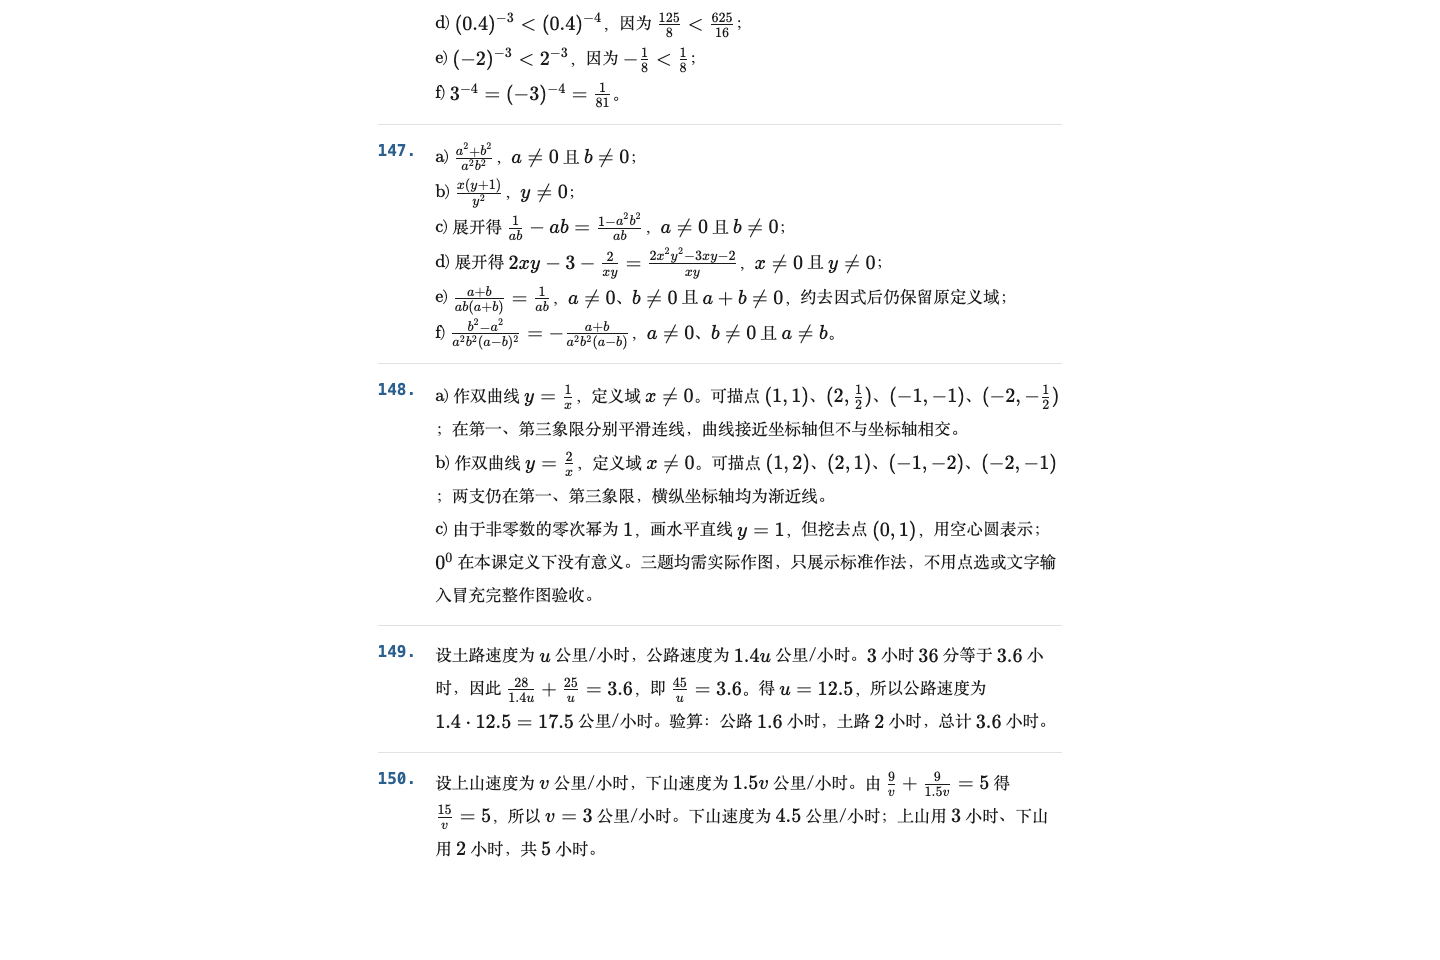 d) (0.4)⁻³ < (0.4)⁻⁴，因为 125/8 < 625/16；
e) (−2)⁻³ < 2⁻³，因为 −1/8 < 1/8；
f) 3⁻⁴ = (−3)⁻⁴ = 1/81。
147. a) (a²+b²)/(a²b²)，a ≠ 0 且 b ≠ 0；
b) x(y+1)/y²，y ≠ 0；
c) 展开得 1/(ab) − ab = (1−a²b²)/(ab)，a ≠ 0 且 b ≠ 0；
d) 展开得 2xy − 3 − 2/(xy) = (2x²y²−3xy−2)/(xy)，x ≠ 0 且 y ≠ 0；
e) (a+b)/(ab(a+b)) = 1/(ab)，a ≠ 0、b ≠ 0 且 a + b ≠ 0，约去因式后仍保留原定义域；
f) (b²−a²)/(a²b²(a−b)²) = −(a+b)/(a²b²(a−b))，a ≠ 0、b ≠ 0 且 a ≠ b。
148. a) 作双曲线 y = 1/x，定义域 x ≠ 0。可描点 (1, 1)、(2, 1/2)、(−1, −1)、(−2, −1/2)
；在第一、第三象限分别平滑连线，曲线接近坐标轴但不与坐标轴相交。
b) 作双曲线 y = 2/x，定义域 x ≠ 0。可描点 (1, 2)、(2, 1)、(−1, −2)、(−2, −1)
；两支仍在第一、第三象限，横纵坐标轴均为渐近线。
c) 由于非零数的零次幂为 1，画水平直线 y = 1，但挖去点 (0, 1)，用空心圆表示；
0⁰ 在本课定义下没有意义。三题均需实际作图，只展示标准作法，不用点选或文字输
入冒充完整作图验收。
149. 设土路速度为 u 公里/小时，公路速度为 1.4u 公里/小时。3 小时 36 分等于 3.6 小
时，因此 28/1.4u + 25/u = 3.6，即 45/u = 3.6。得 u = 12.5，所以公路速度为
1.4 · 12.5 = 17.5 公里/小时。验算：公路 1.6 小时，土路 2 小时，总计 3.6 小时。
150. 设上山速度为 v 公里/小时，下山速度为 1.5v 公里/小时。由 9/v + 9/1.5v = 5 得
15/v = 5，所以 v = 3 公里/小时。下山速度为 4.5 公里/小时；上山用 3 小时、下山
用 2 小时，共 5 小时。